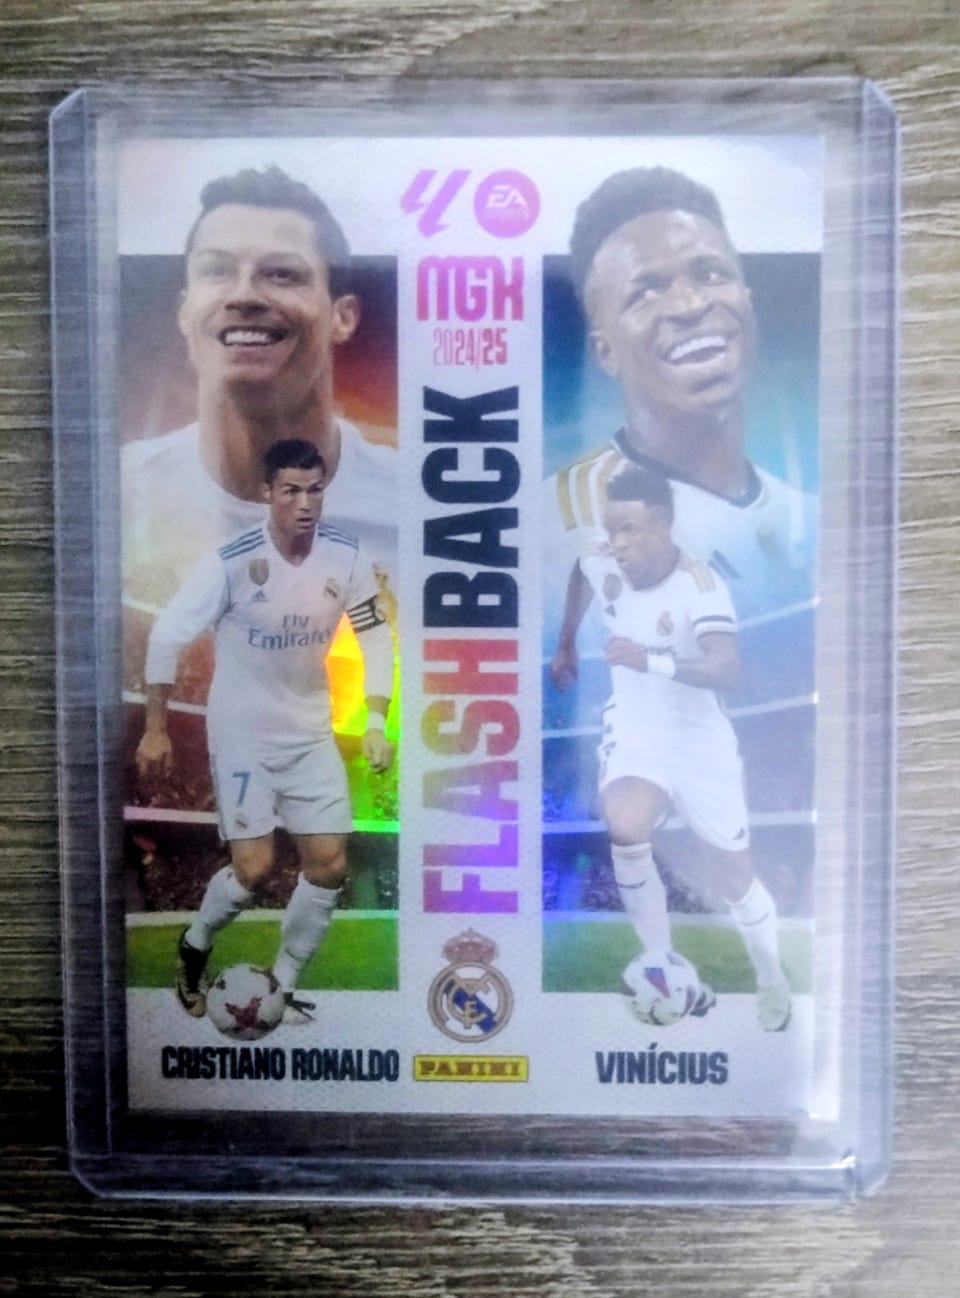 EA
SPORTS
MGK
2024/25
FLASHBACK
Fly
Emirates
7
CRISTIANO RONALDO
PANINI
VINÍCIUS